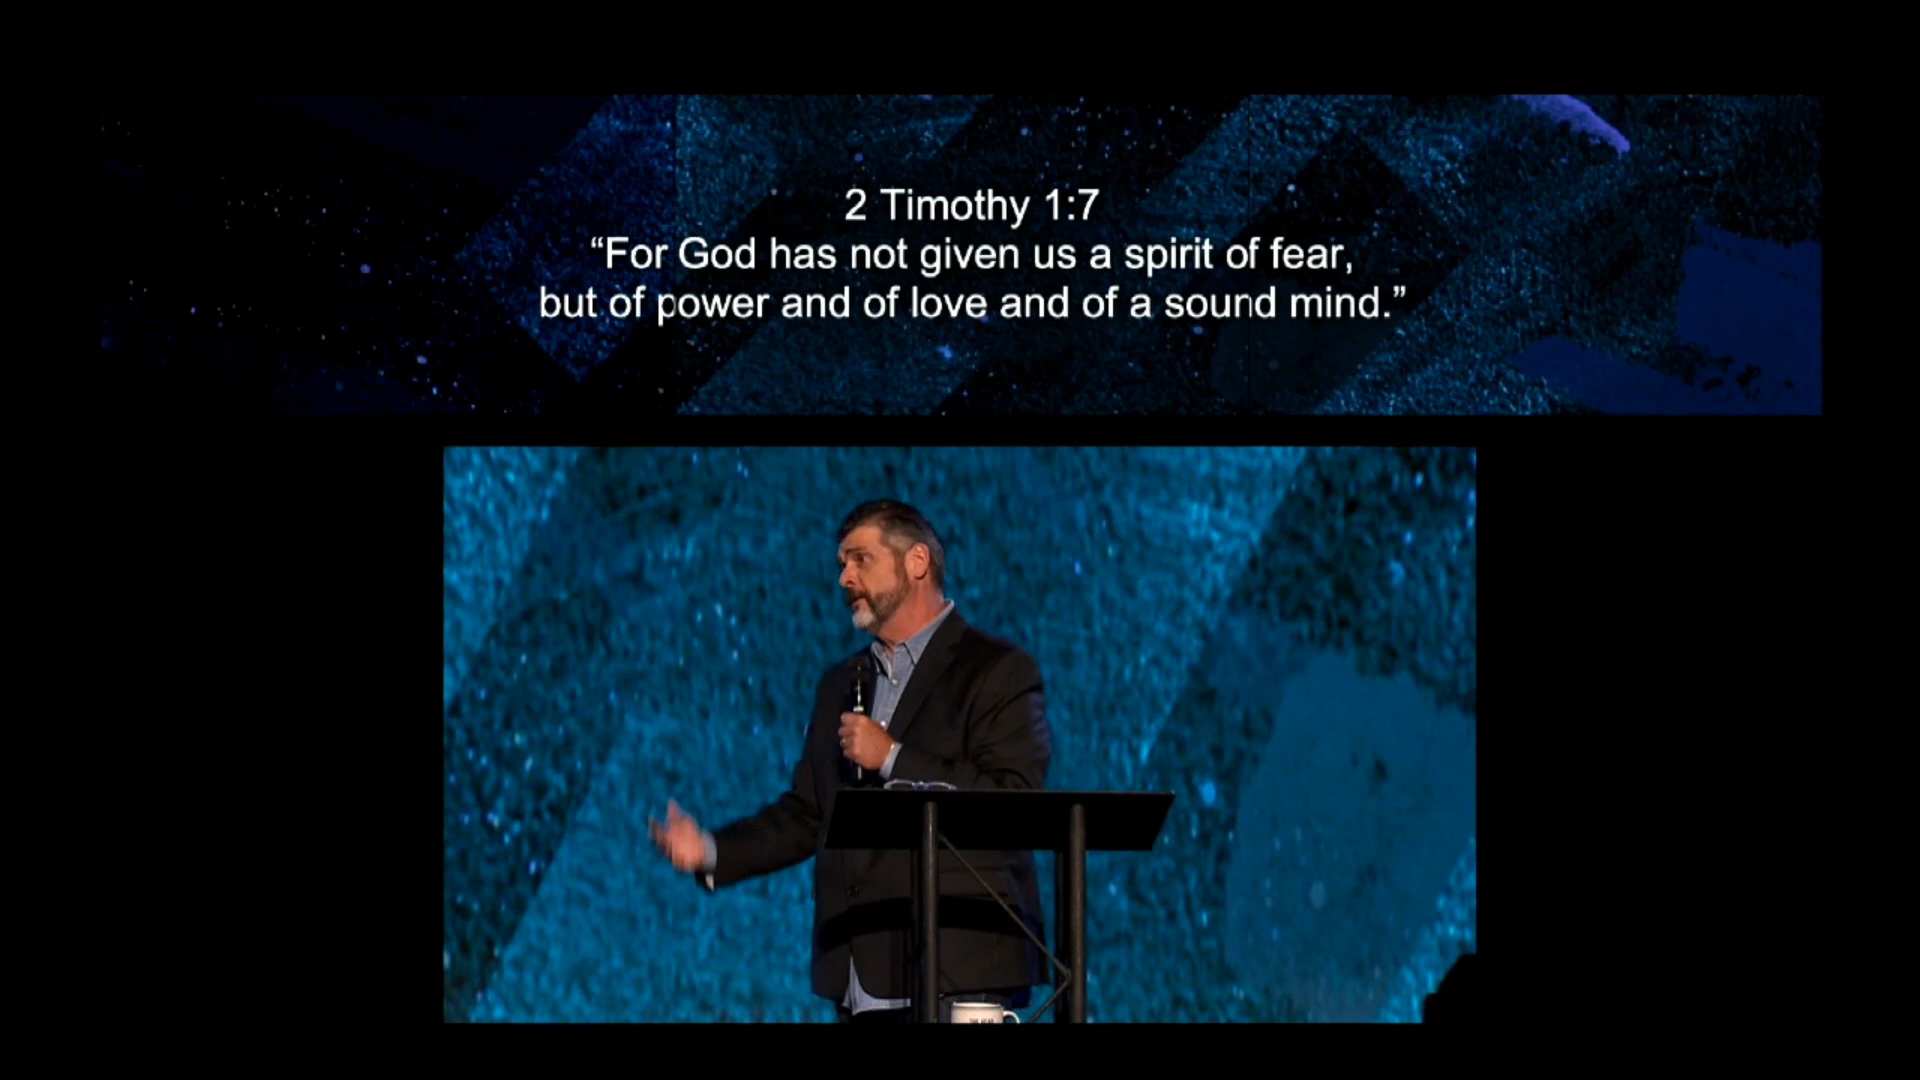 2 Timothy 1:7
“For God has not given us a spirit of fear,
but of power and of love and of a sound mind.”